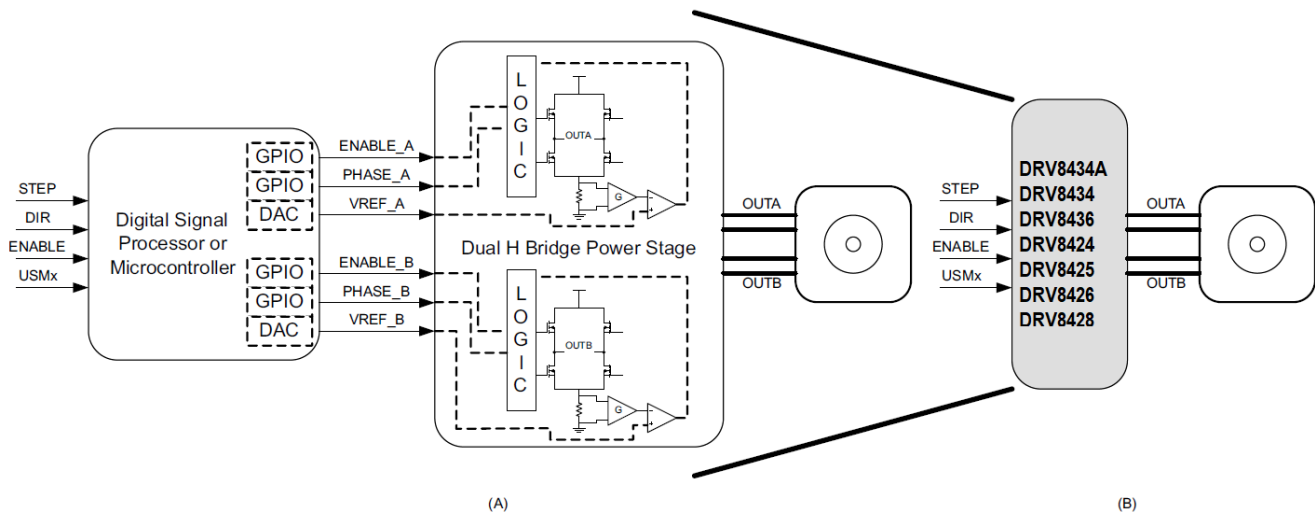 STEP
DIR
ENABLE
USMx
Digital Signal
Processor or
Microcontroller
GPIO
GPIO
DAC
GPIO
GPIO
DAC
ENABLE_A
PHASE_A
VREF_A
ENABLE_B
PHASE_B
VREF_B
L
O
G
I
C
OUTA
G
-
+
Dual H Bridge Power Stage
L
O
G
I
C
OUTB
G
-
+
OUTA
OUTB
STEP
DIR
ENABLE
USMx
DRV8434A
DRV8434
DRV8436
DRV8424
DRV8425
DRV8426
DRV8428
OUTA
OUTB
(A)
(B)